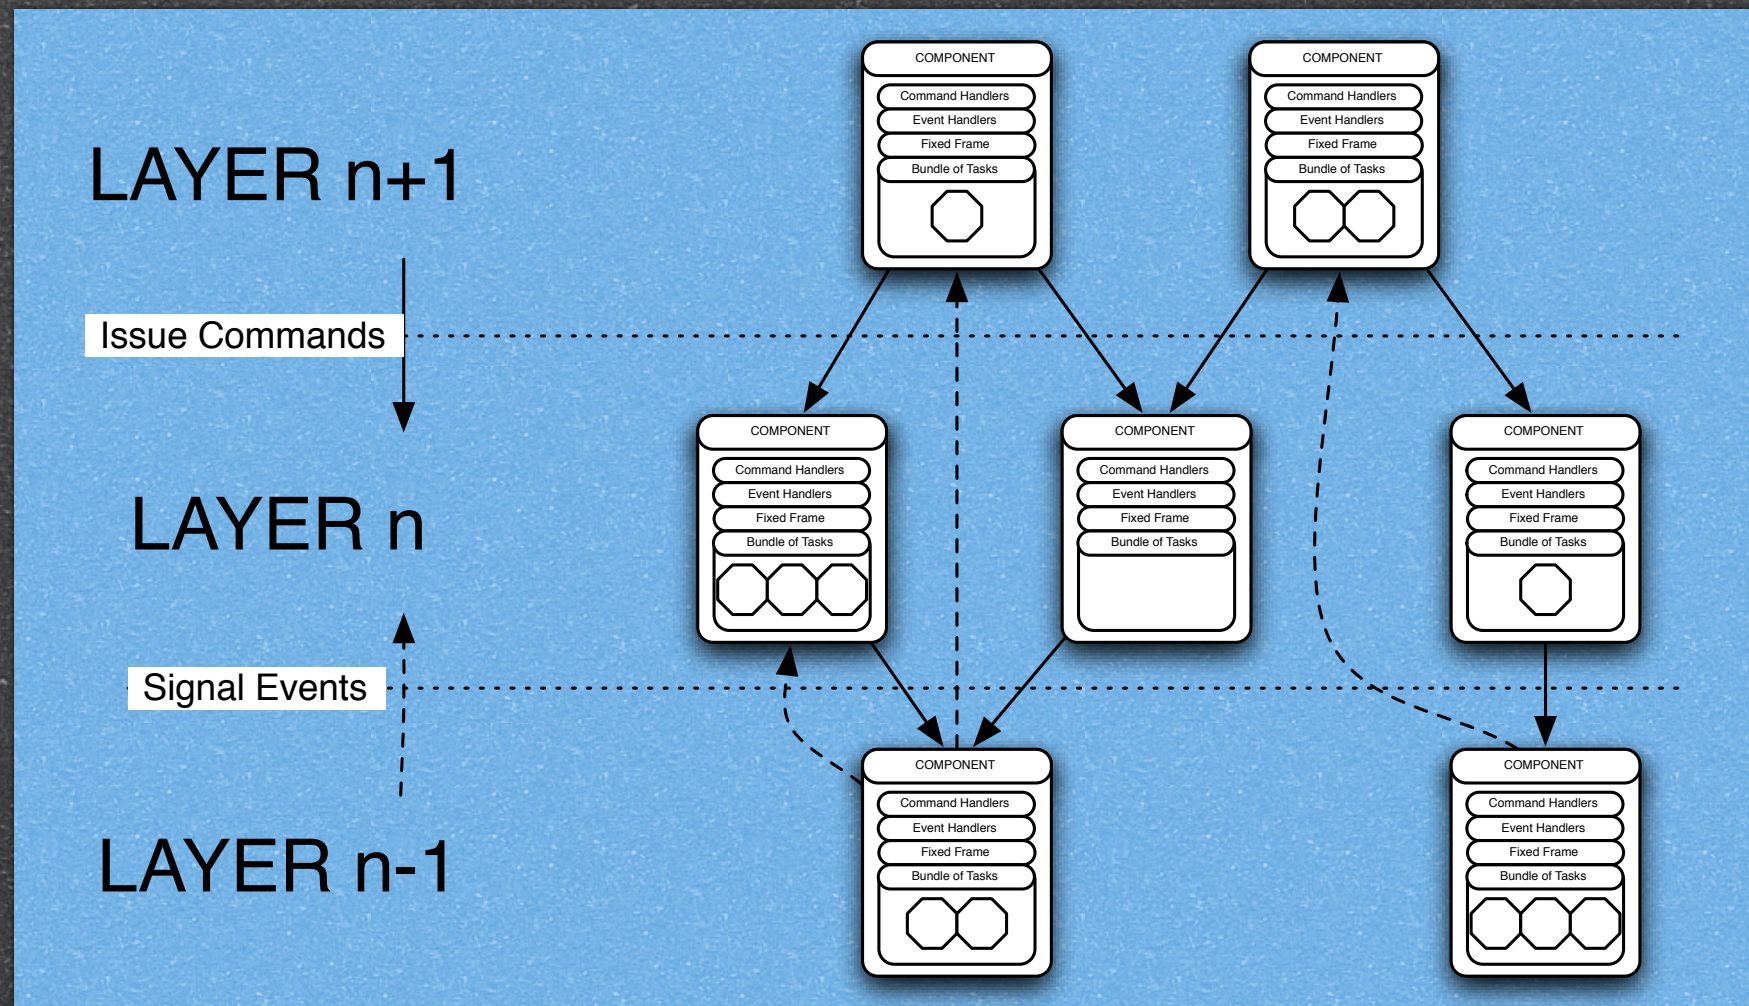 COMPONENT
Command Handlers
Event Handlers
Fixed Frame
Bundle of Tasks
COMPONENT
Command Handlers
Event Handlers
Fixed Frame
Bundle of Tasks
LAYER n+1
Issue Commands
COMPONENT
Command Handlers
Event Handlers
Fixed Frame
Bundle of Tasks
COMPONENT
Command Handlers
Event Handlers
Fixed Frame
Bundle of Tasks
COMPONENT
Command Handlers
Event Handlers
Fixed Frame
Bundle of Tasks
LAYER n
Signal Events
COMPONENT
Command Handlers
Event Handlers
Fixed Frame
Bundle of Tasks
COMPONENT
Command Handlers
Event Handlers
Fixed Frame
Bundle of Tasks
LAYER n-1